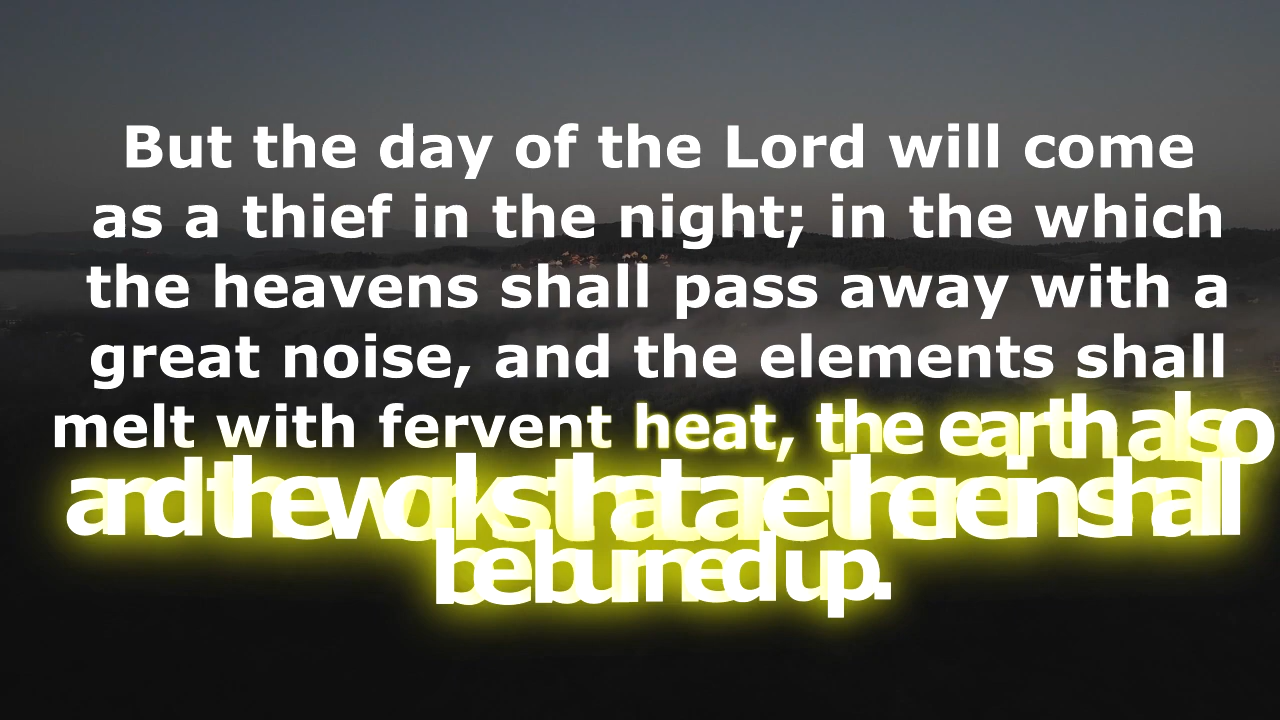 But the day of the Lord will come
as a thief in the night; in the which
the heavens shall pass away with a
great noise, and the elements shall
melt with fervent heat, the earth also
and the works that are therein shall
be burned up.